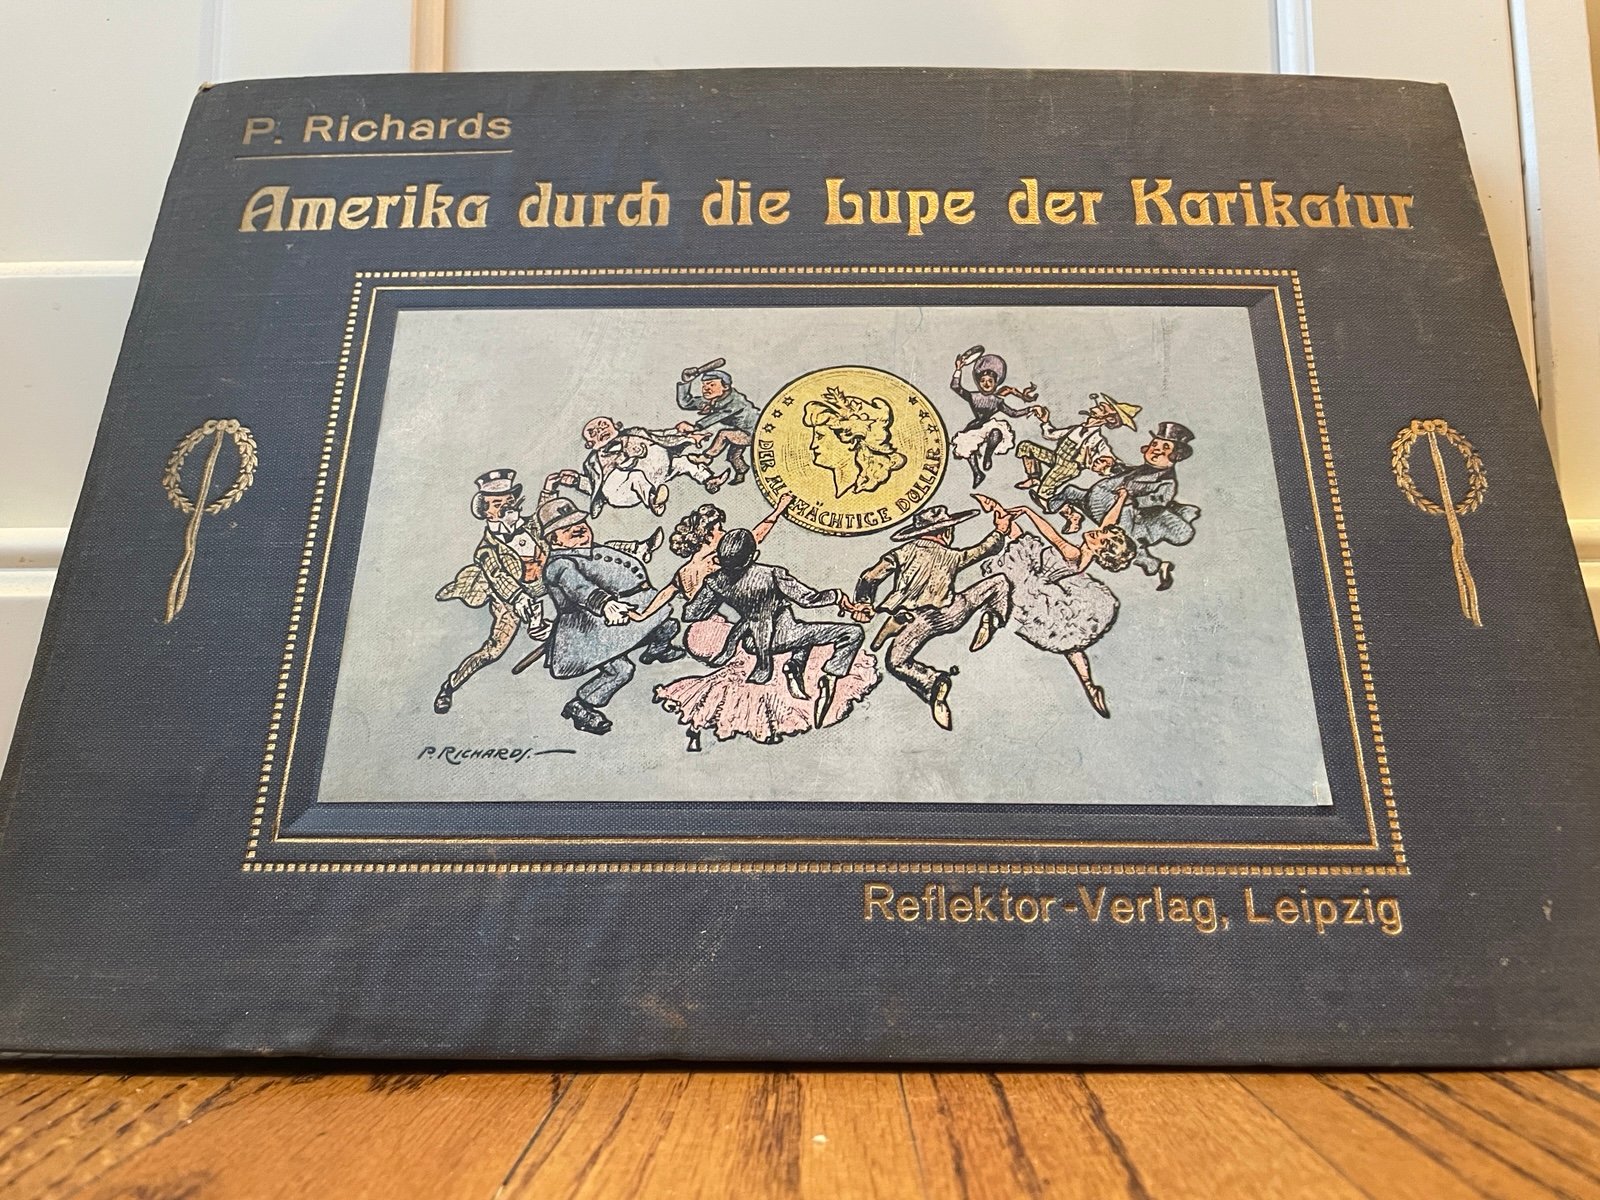 P. Richards
Amerika durch die Lupe der Karikatur
DER ALLMÄCHTIGE DOLLAR
P. RICHARDS.
Reflektor-Verlag, Leipzig